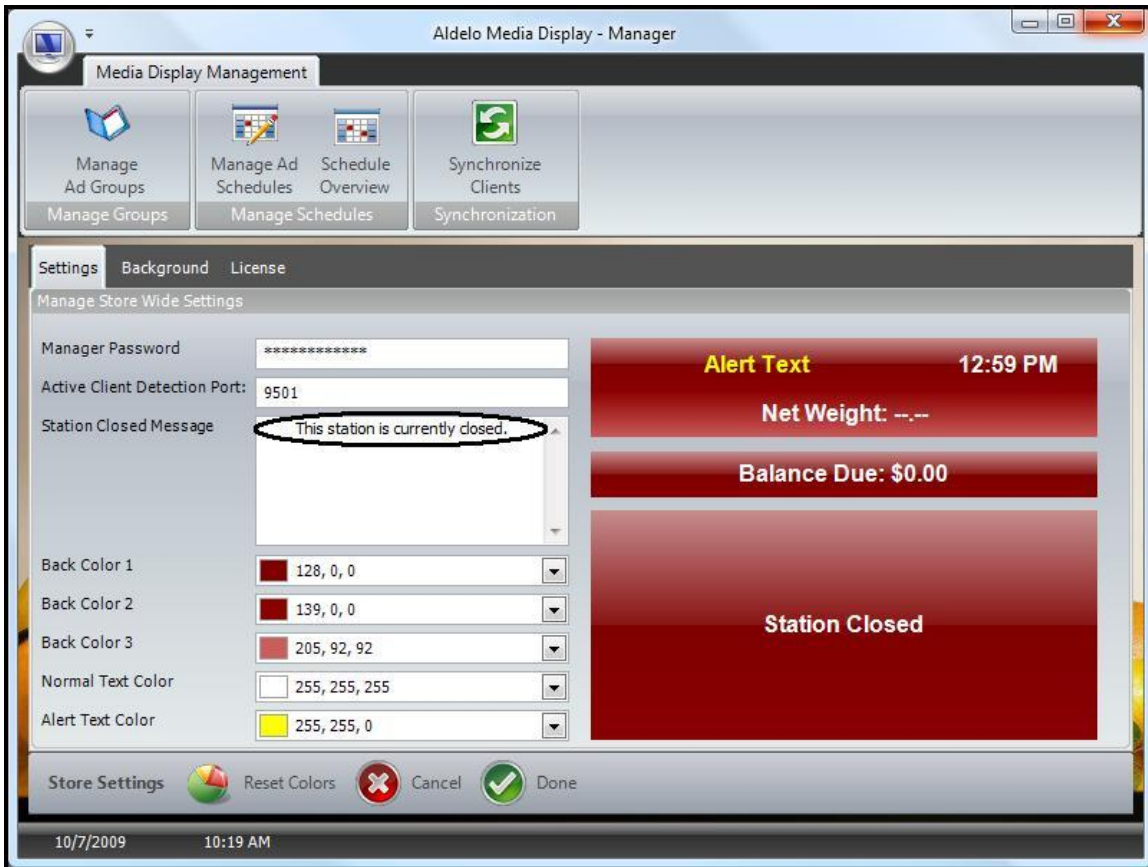 Aldelo Media Display - Manager
Media Display Management
Manage Ad Groups
Manage Ad Schedules
Schedule Overview
Synchronize Clients
Manage Groups
Manage Schedules
Synchronization
Settings Background License
Manage Store Wide Settings
Manager Password ************
Active Client Detection Port: 9501
Station Closed Message This station is currently closed.
Back Color 1 128, 0, 0
Back Color 2 139, 0, 0
Back Color 3 205, 92, 92
Normal Text Color 255, 255, 255
Alert Text Color 255, 255, 0
Alert Text 12:59 PM
Net Weight: --.--
Balance Due: $0.00
Station Closed
Store Settings Reset Colors Cancel Done
10/7/2009 10:19 AM